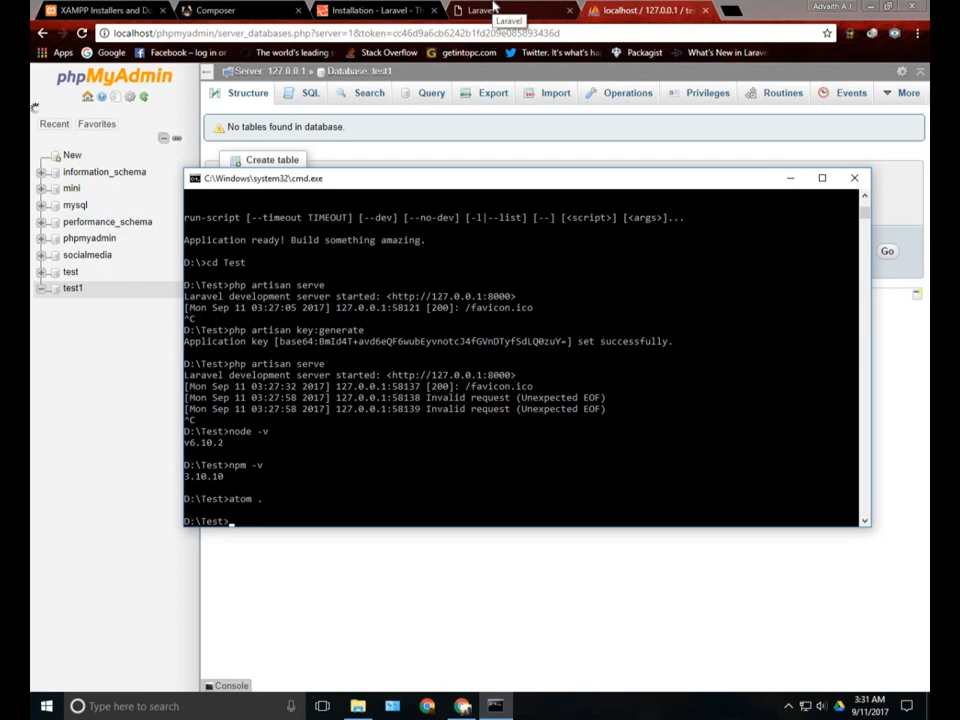 XAMPP Installers and Do
Composer
Installation - Laravel - Th
Laravel
localhost / 127.0.0.1 / te
Advaith A J
Laravel
localhost/phpmyadmin/server_databases.php?server=1&token=cc46d9a6cb6242b1fd209e085893436d
Apps
Google
Facebook – log in or
The world's leading s
Stack Overflow
getintopc.com
Twitter. It's what's ha
Packagist
What's New in Larav
phpMyAdmin
Server: 127.0.0.1 » Database: test1
Structure
SQL
Search
Query
Export
Import
Operations
Privileges
Routines
Events
More
Recent
Favorites
No tables found in database.
Create table
New
information_schema
mini
mysql
performance_schema
phpmyadmin
socialmedia
test
test1
Go
C:\Windows\system32\cmd.exe
run-script [--timeout TIMEOUT] [--dev] [--no-dev] [-l|--list] [--] [<script>] [<args>]...
Application ready! Build something amazing.
D:\>cd Test
D:\Test>php artisan serve
Laravel development server started: <http://127.0.0.1:8000>
[Mon Sep 11 03:27:05 2017] 127.0.0.1:58121 [200]: /favicon.ico
^C
D:\Test>php artisan key:generate
Application key [base64:BmId4T+avd6eQF6wubEyvnotcJ4fGVnDTyfSdLQ0zuY=] set successfully.
D:\Test>php artisan serve
Laravel development server started: <http://127.0.0.1:8000>
[Mon Sep 11 03:27:32 2017] 127.0.0.1:58137 [200]: /favicon.ico
[Mon Sep 11 03:27:58 2017] 127.0.0.1:58138 Invalid request (Unexpected EOF)
[Mon Sep 11 03:27:58 2017] 127.0.0.1:58139 Invalid request (Unexpected EOF)
^C
D:\Test>node -v
v6.10.2
D:\Test>npm -v
3.10.10
D:\Test>atom .
D:\Test>
Console
Type here to search
3:31 AM
9/11/2017